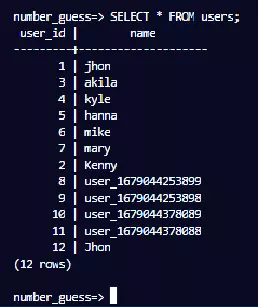 number_guess=> SELECT * FROM users;
 user_id |        name
---------+--------------------
       1 | jhon
       3 | akila
       4 | kyle
       5 | hanna
       6 | mike
       7 | mary
       2 | Kenny
       8 | user_1679044253899
       9 | user_1679044253898
      10 | user_1679044378089
      11 | user_1679044378088
      12 | Jhon
(12 rows)

number_guess=>